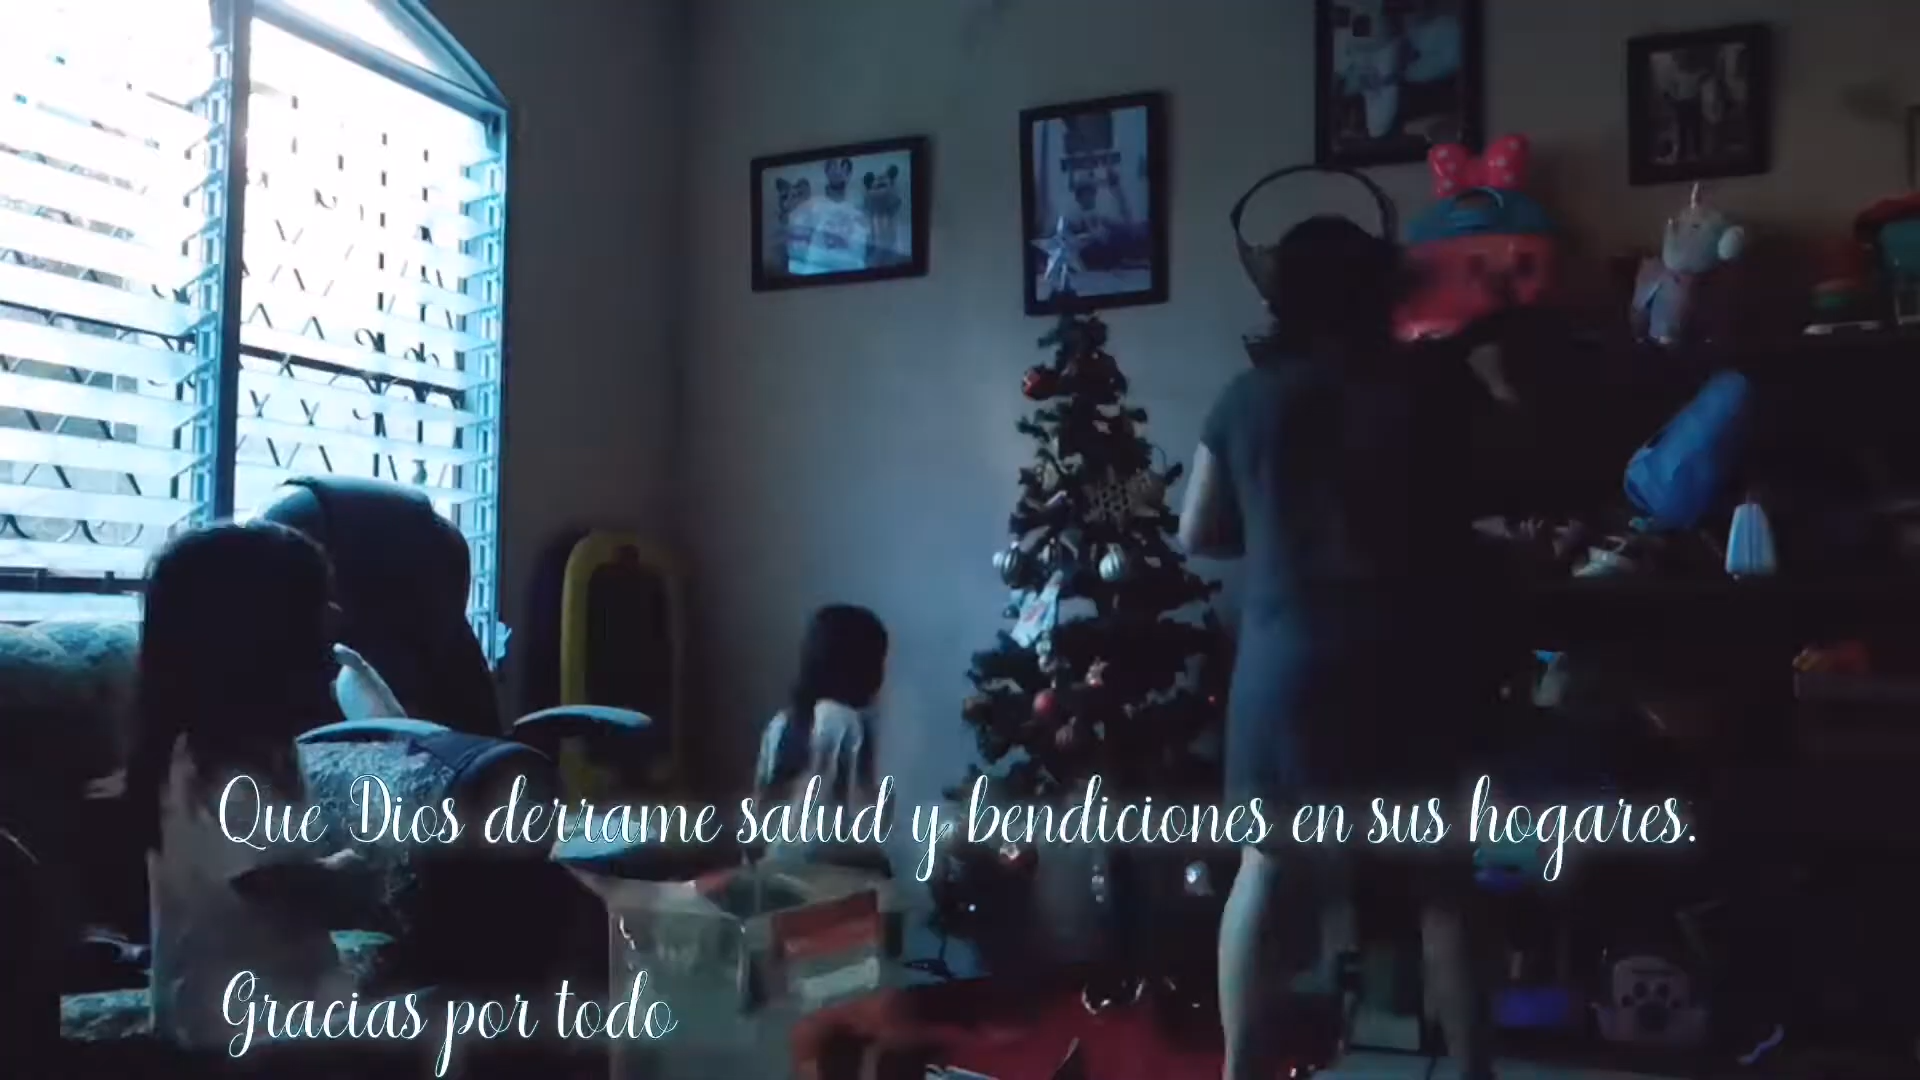 Que Dios derrame salud y bendiciones en sus hogares.
Gracias por todo